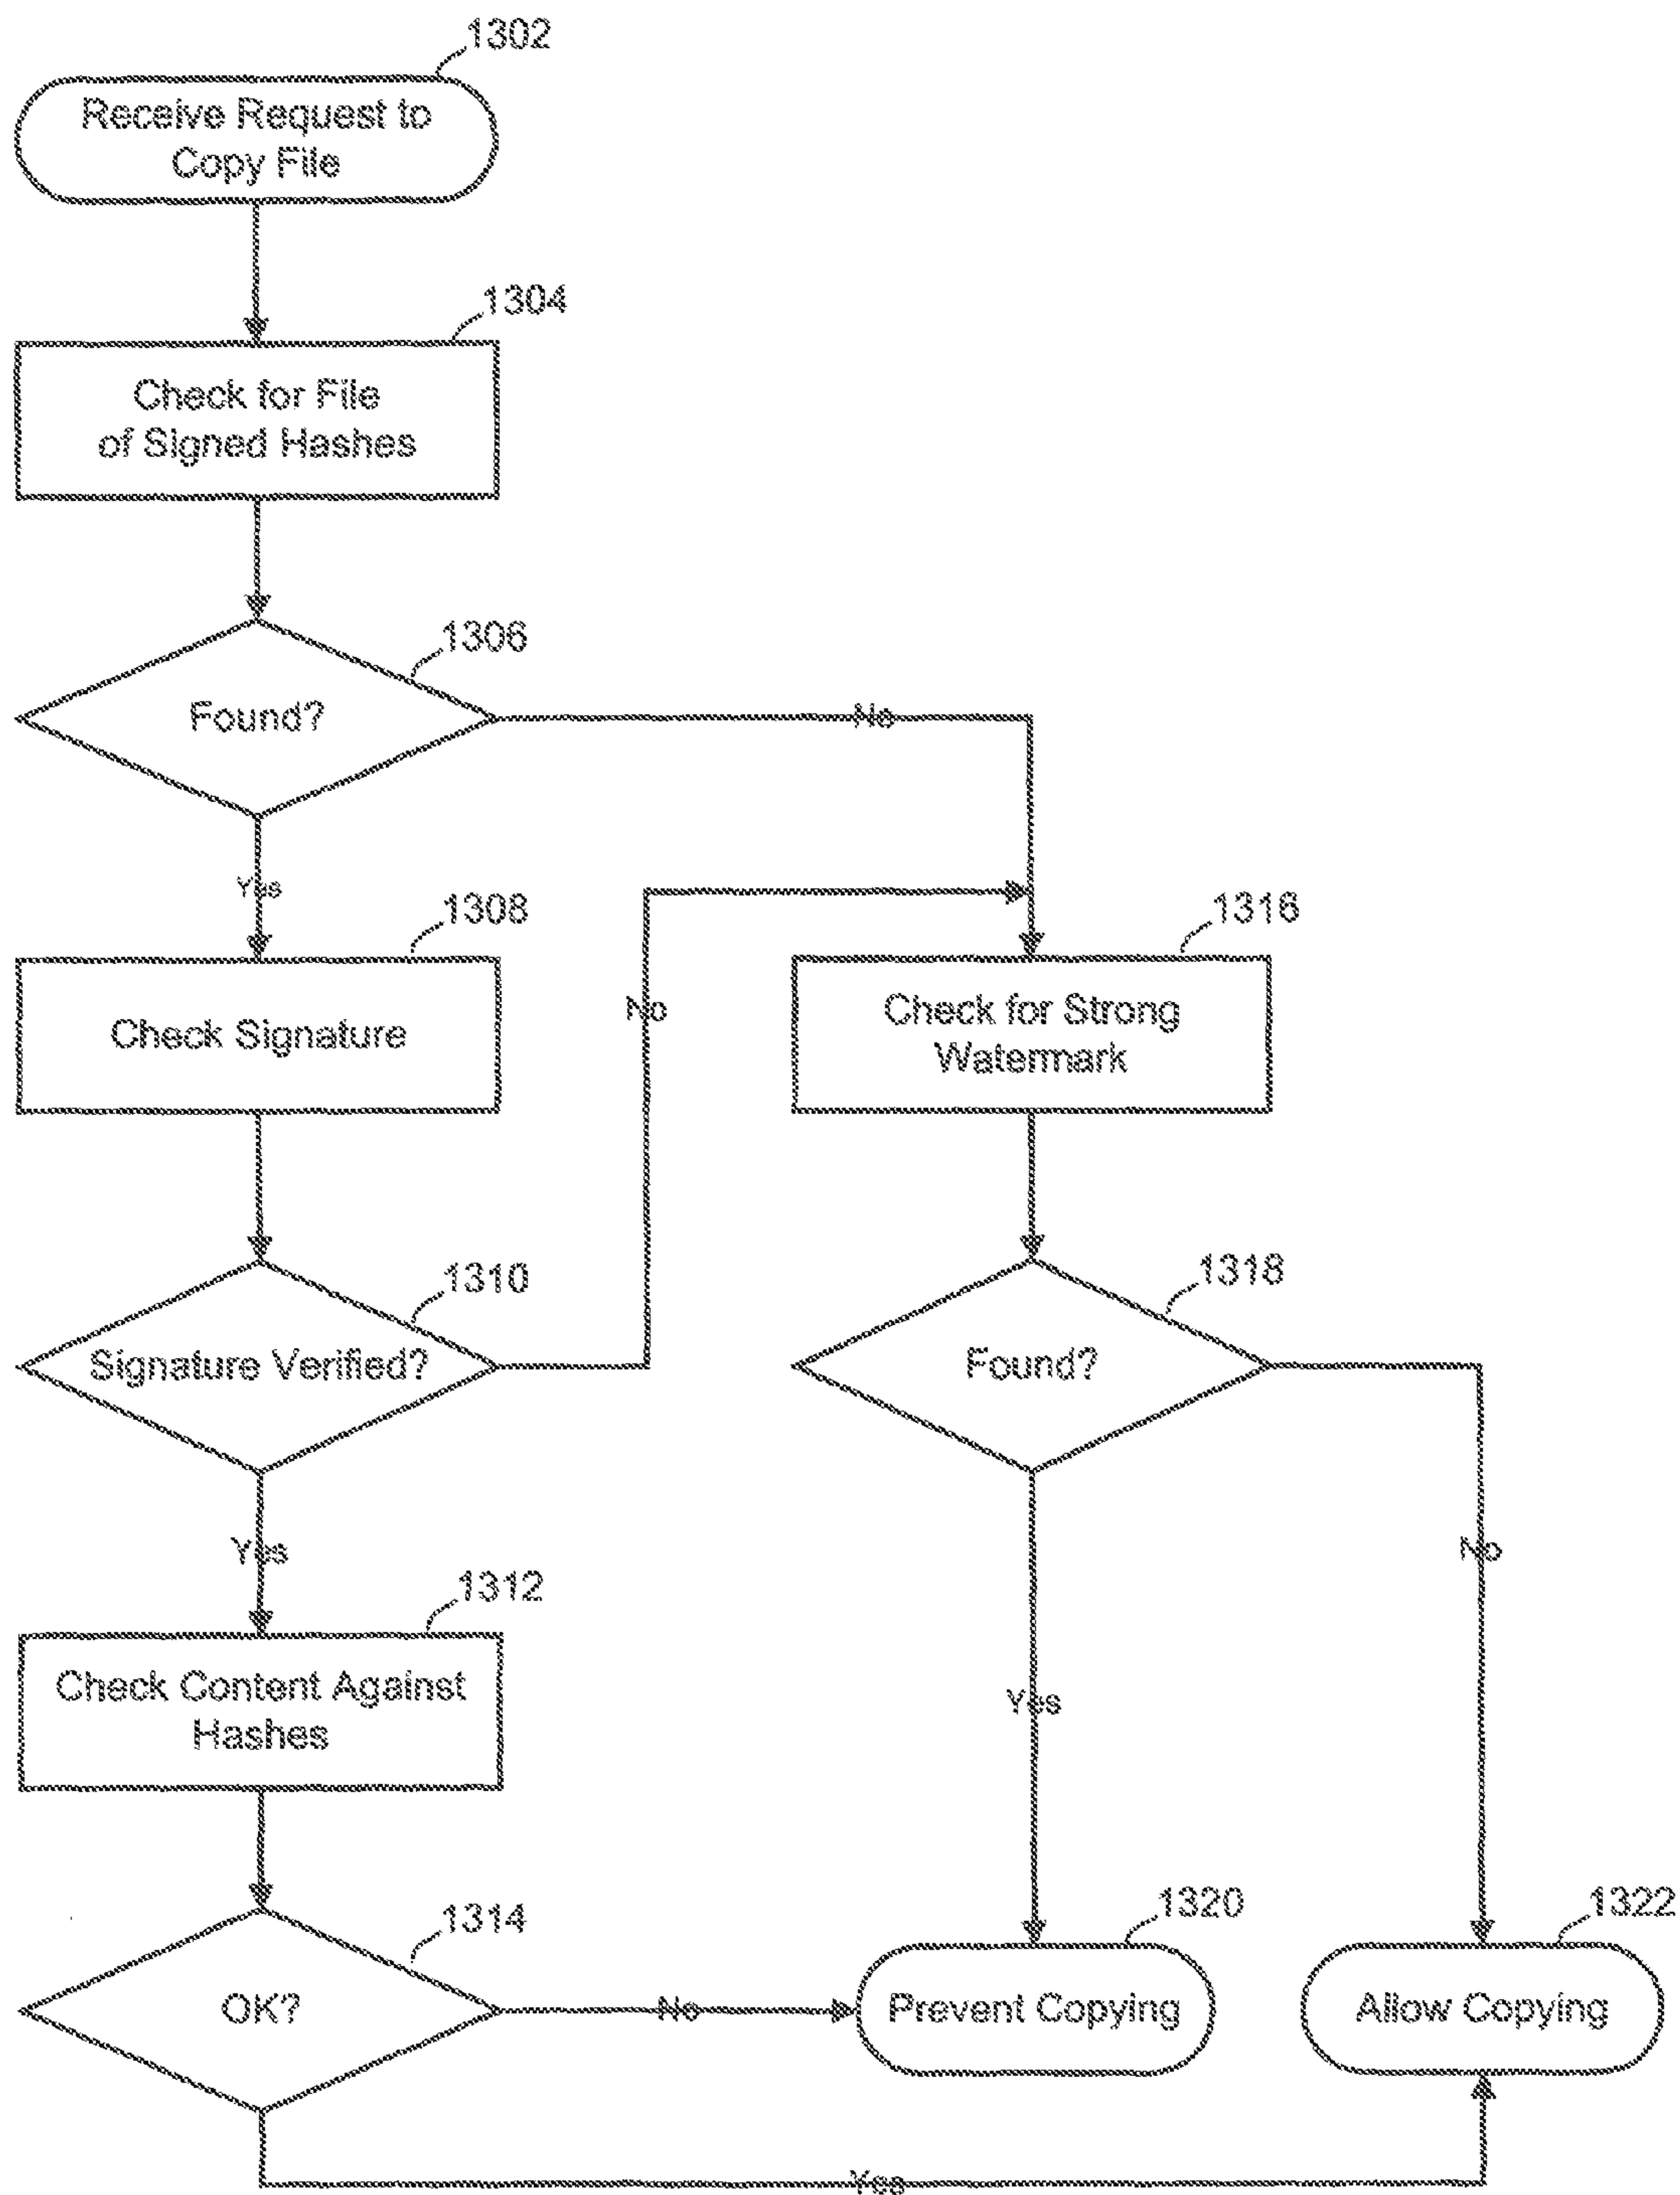 1302
Receive Request to
Copy File
1304
Check for File
of Signed Hashes
1306
Found?
No
Yes
1308
Check Signature
1316
Check for Strong
Watermark
No
1310
Signature Verified?
1318
Found?
Yes
No
1312
Check Content Against
Hashes
Yes
1314
OK?
No
1320
Prevent Copying
1322
Allow Copying
Yes